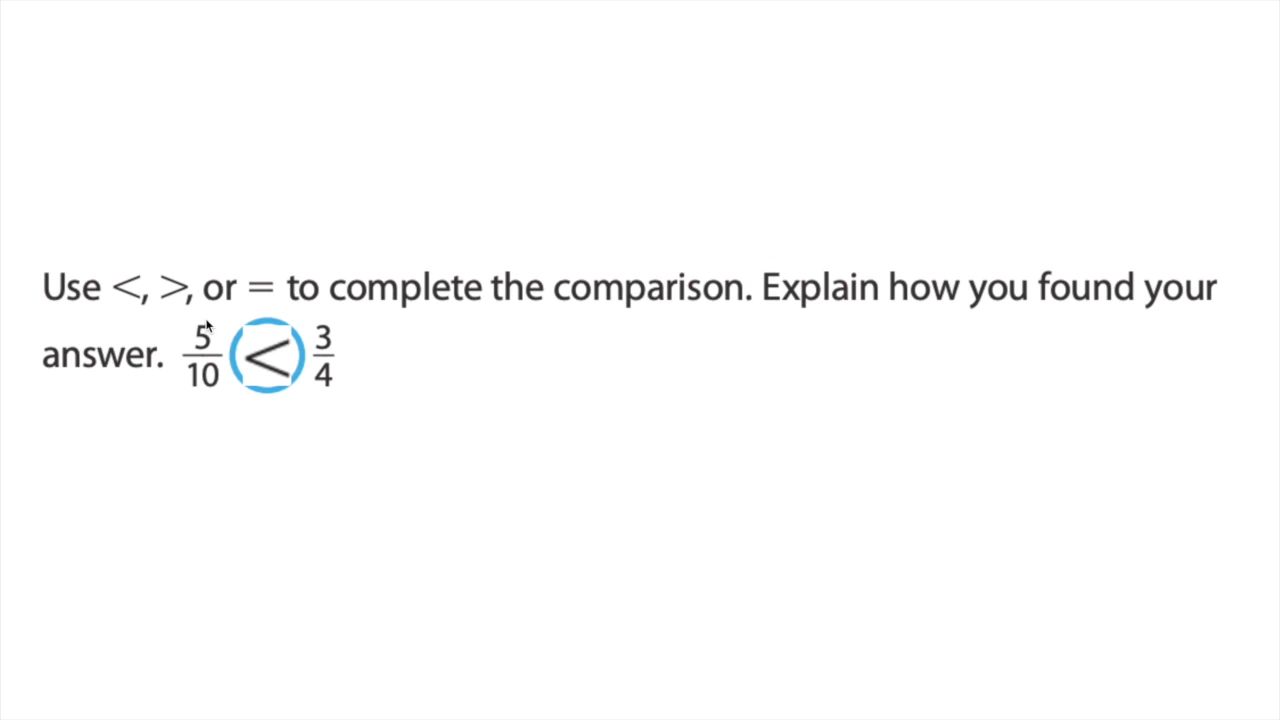 Use <, >, or = to complete the comparison. Explain how you found your
answer. 5/10 < 3/4